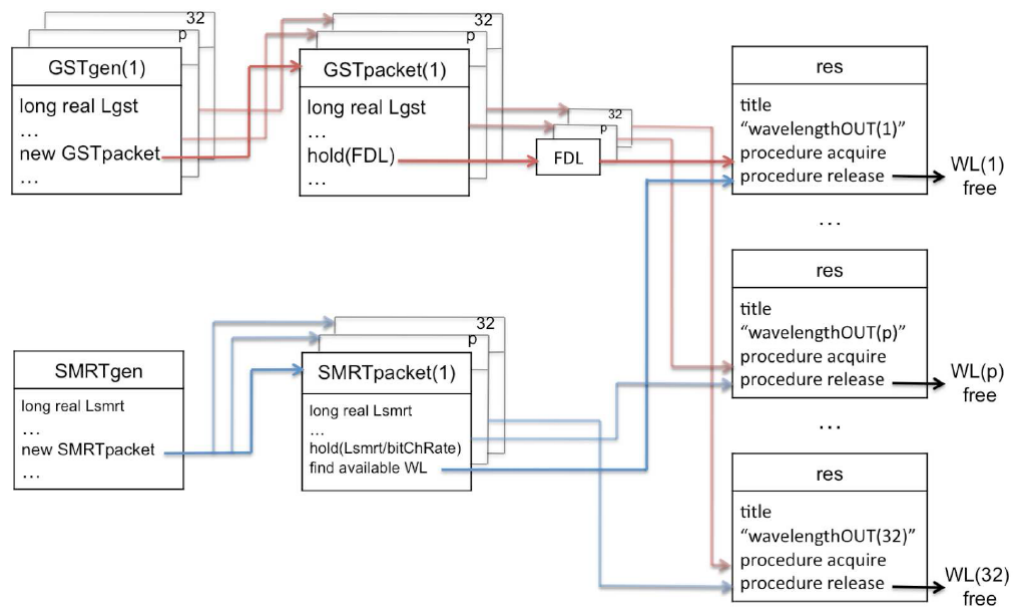 32
p
GSTgen(1)
long real Lgst
...
new GSTpacket
...
32
p
GSTpacket(1)
long real Lgst
...
hold(FDL)
...
32
p
FDL
res
title
“wavelengthOUT(1)”
procedure acquire
procedure release
WL(1)
free
...
res
title
“wavelengthOUT(p)”
procedure acquire
procedure release
WL(p)
free
...
SMRTgen
long real Lsmrt
...
new SMRTpacket
...
32
p
SMRTpacket(1)
long real Lsmrt
...
hold(Lsmrt/bitChRate)
find available WL
res
title
“wavelengthOUT(32)”
procedure acquire
procedure release
WL(32)
free